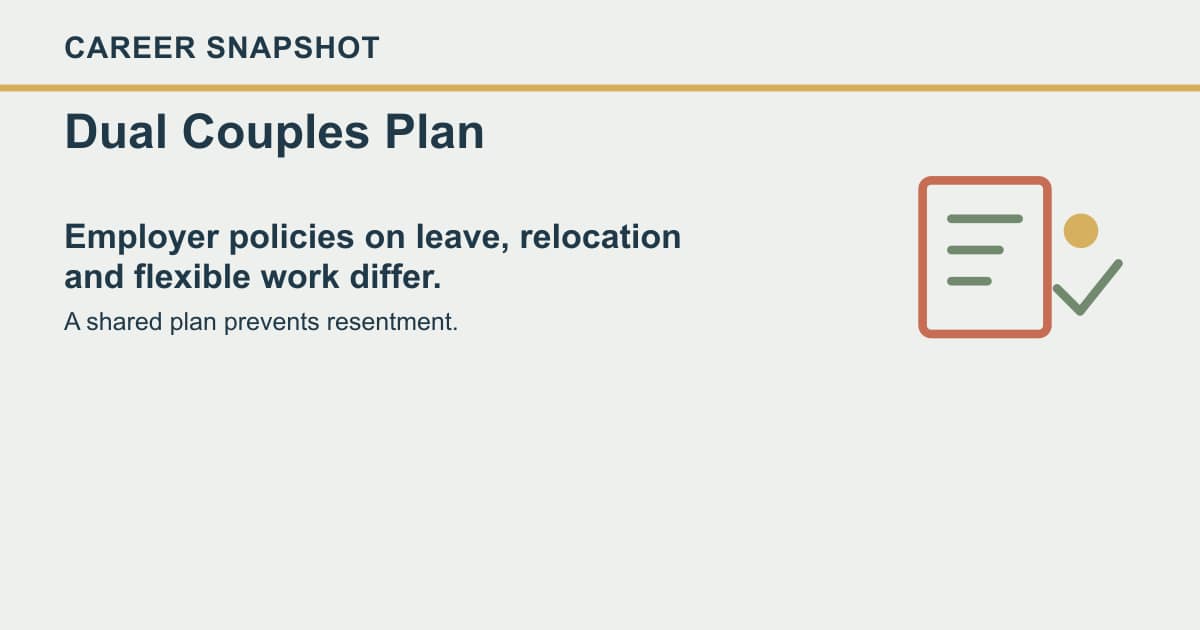 CAREER SNAPSHOT
Dual Couples Plan
Employer policies on leave, relocation
and flexible work differ.
A shared plan prevents resentment.